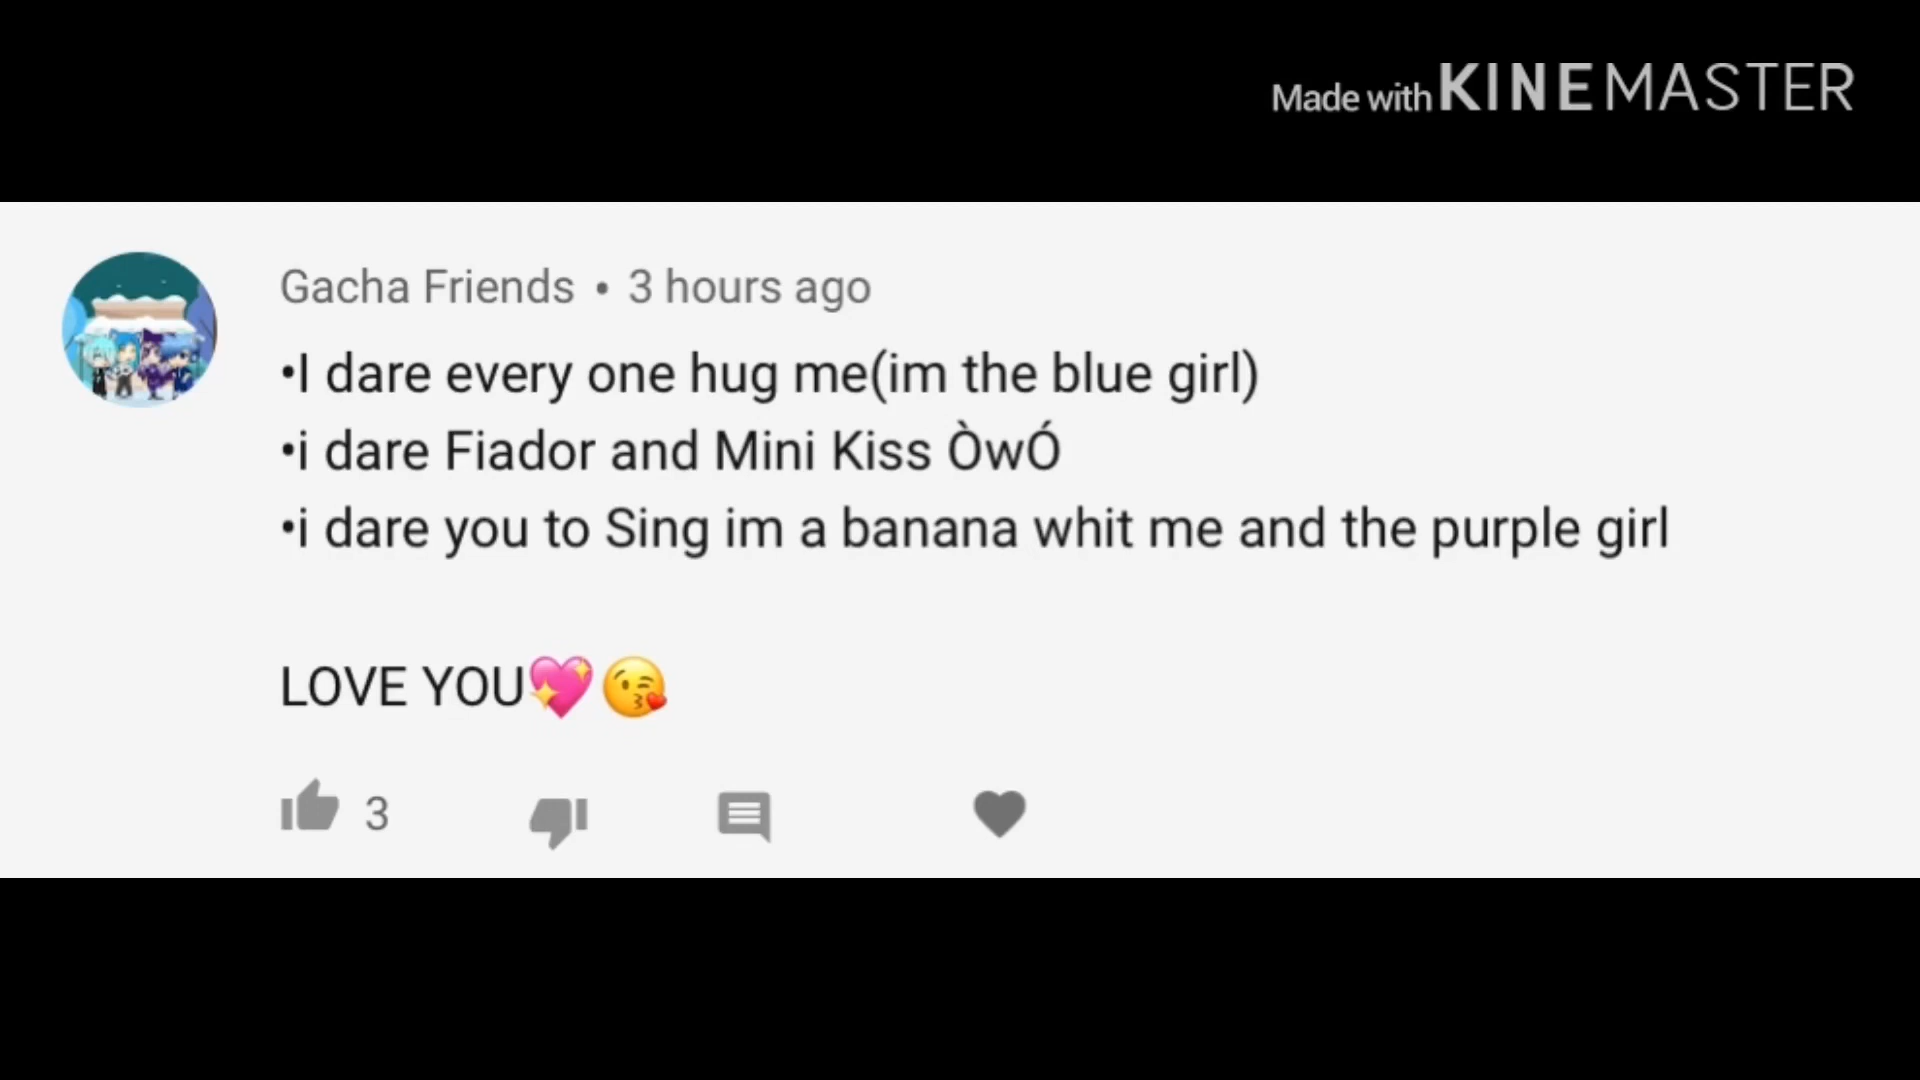 Made with KINEMASTER
Gacha Friends • 3 hours ago
•I dare every one hug me(im the blue girl)
•i dare Fiador and Mini Kiss ÒwÓ
•i dare you to Sing im a banana whit me and the purple girl
LOVE YOU💖😘
3